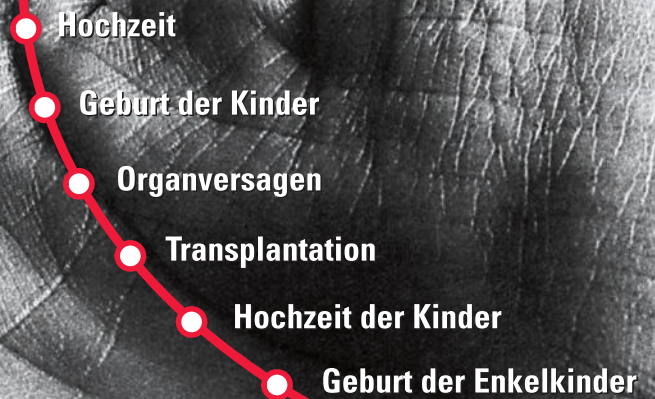 Hochzeit
Geburt der Kinder
Organversagen
Transplantation
Hochzeit der Kinder
Geburt der Enkelkinder